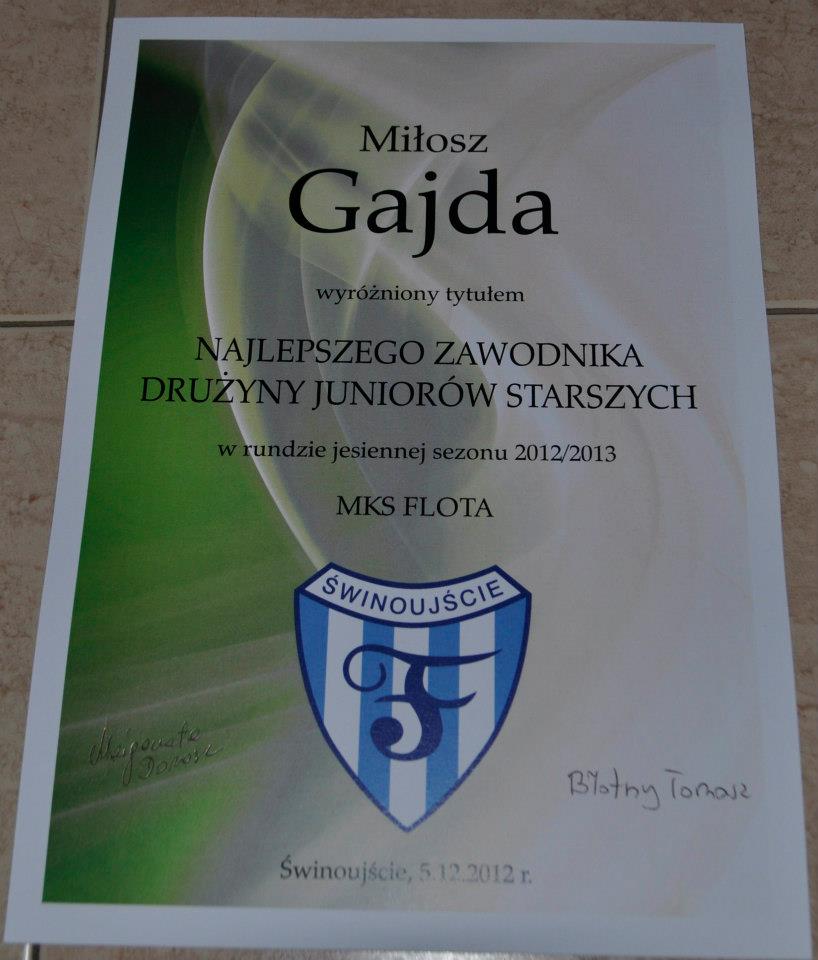 Miłosz
Gajda
wyróżniony tytułem
NAJLEPSZEGO ZAWODNIKA
DRUŻYNY JUNIORÓW STARSZYCH
w rundzie jesiennej sezonu 2012/2013
MKS FLOTA
ŚWINOUJŚCIE
F
Błotny Tomasz
Świnoujście, 5.12.2012 r.